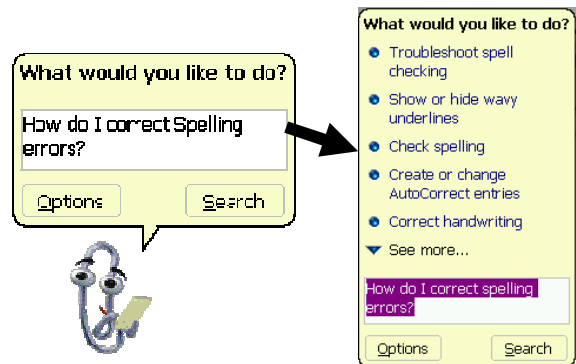 What would you like to do?
How do I correct Spelling
errors?
Options
Search
What would you like to do?
Troubleshoot spell
checking
Show or hide wavy
underlines
Check spelling
Create or change
AutoCorrect entries
Correct handwriting
See more...
How do I correct spelling
errors?
Options
Search